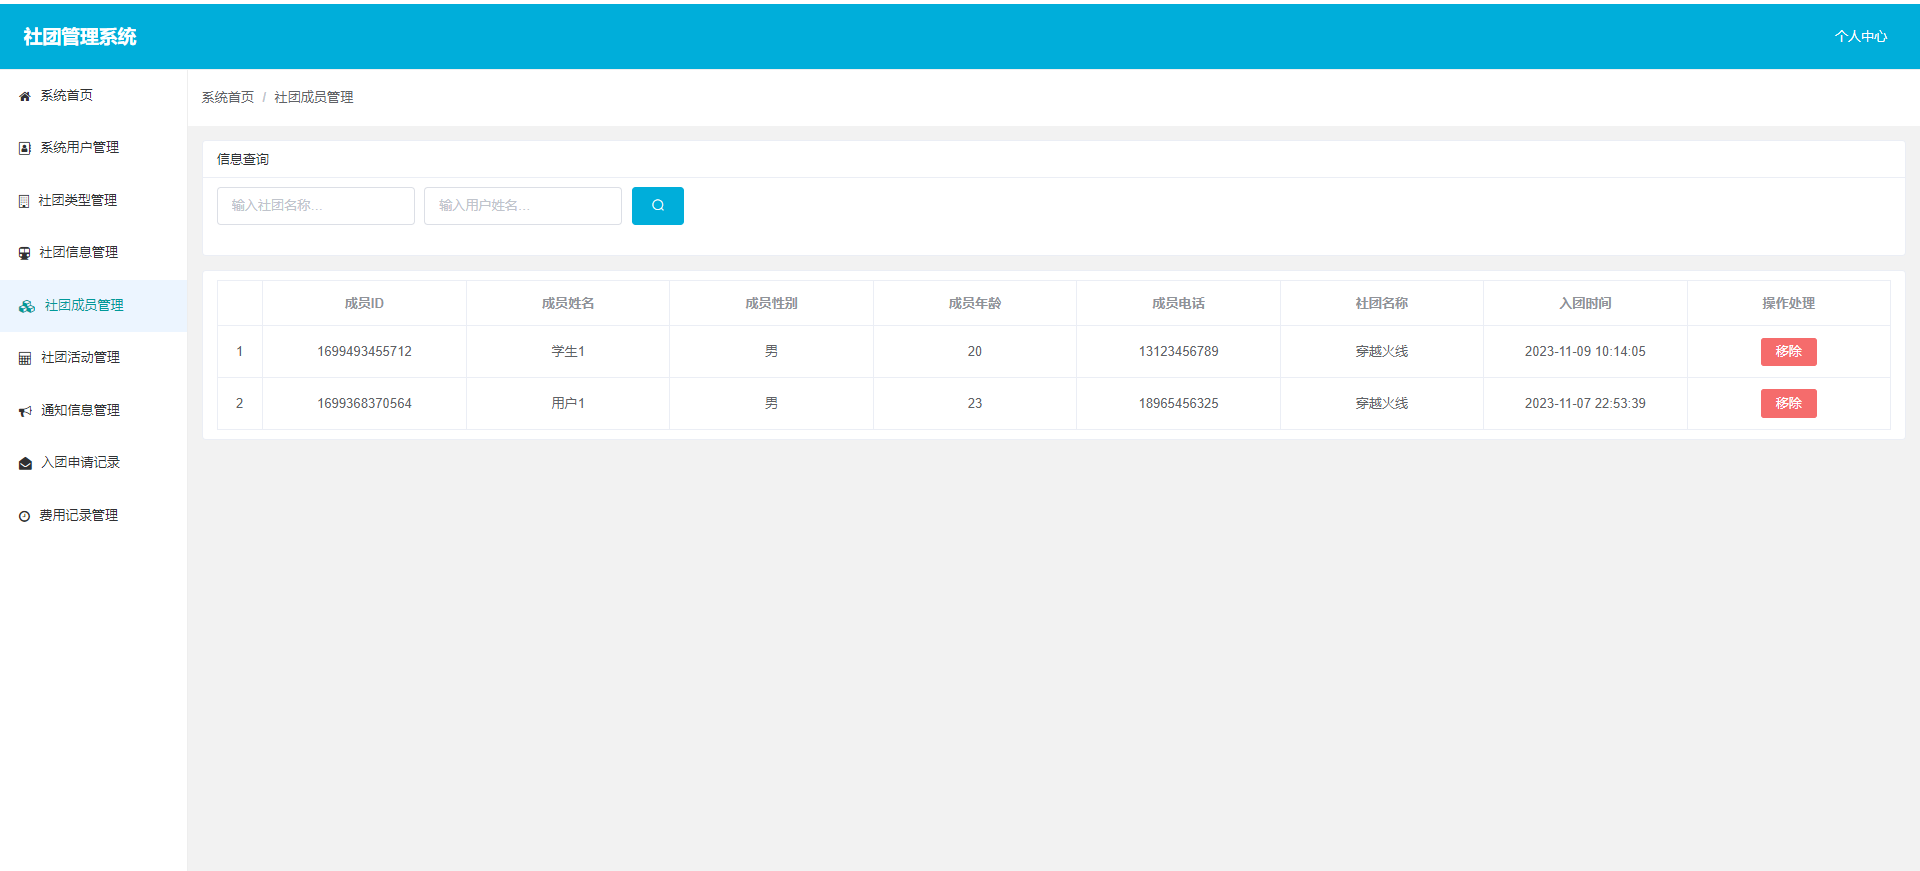 社团管理系统
个人中心
系统首页
系统用户管理
社团类型管理
社团信息管理
社团成员管理
社团活动管理
通知信息管理
入团申请记录
费用记录管理
系统首页 / 社团成员管理
信息查询
输入社团名称... 输入用户姓名...
成员ID 成员姓名 成员性别 成员年龄 成员电话 社团名称 入团时间 操作处理
1 1699493455712 学生1 男 20 13123456789 穿越火线 2023-11-09 10:14:05 移除
2 1699368370564 用户1 男 23 18965456325 穿越火线 2023-11-07 22:53:39 移除